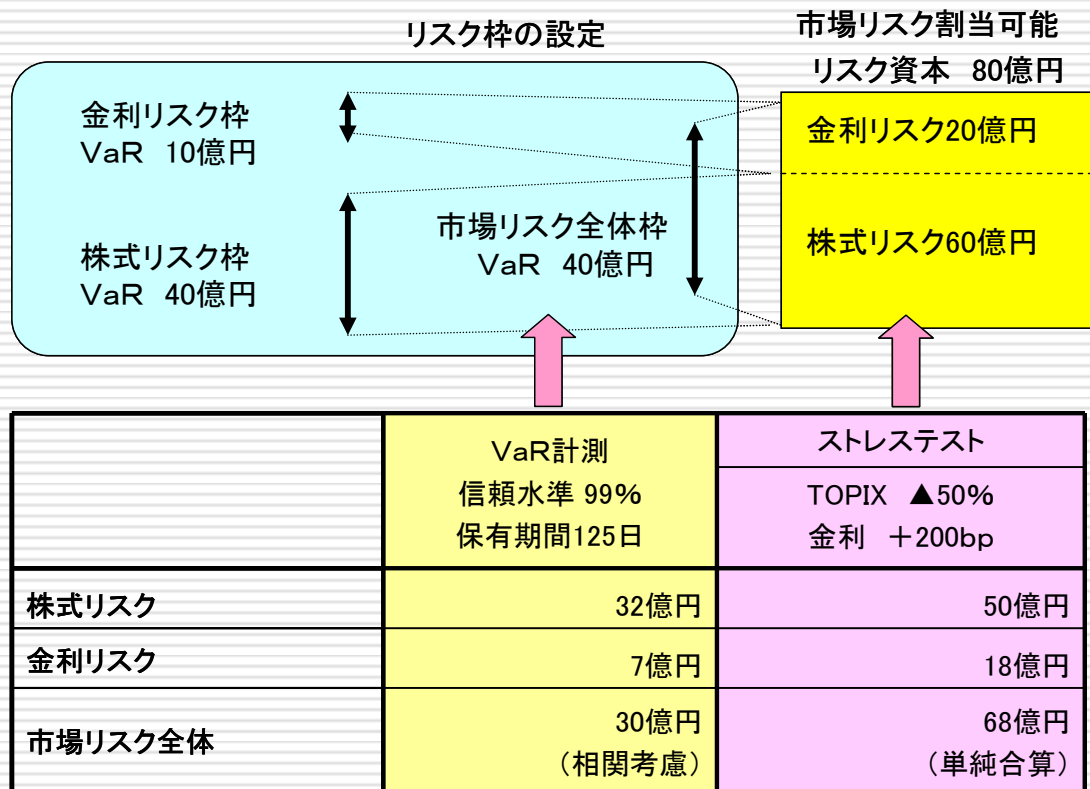 リスク枠の設定
市場リスク割当可能
リスク資本 80億円
金利リスク枠
VaR 10億円
株式リスク枠
VaR 40億円
市場リスク全体枠
VaR 40億円
金利リスク20億円
株式リスク60億円
VaR計測
信頼水準 99%
保有期間125日
ストレステスト
TOPIX ▲50%
金利 +200bp
株式リスク 32億円 50億円
金利リスク 7億円 18億円
市場リスク全体 30億円 68億円
(相関考慮) (単純合算)